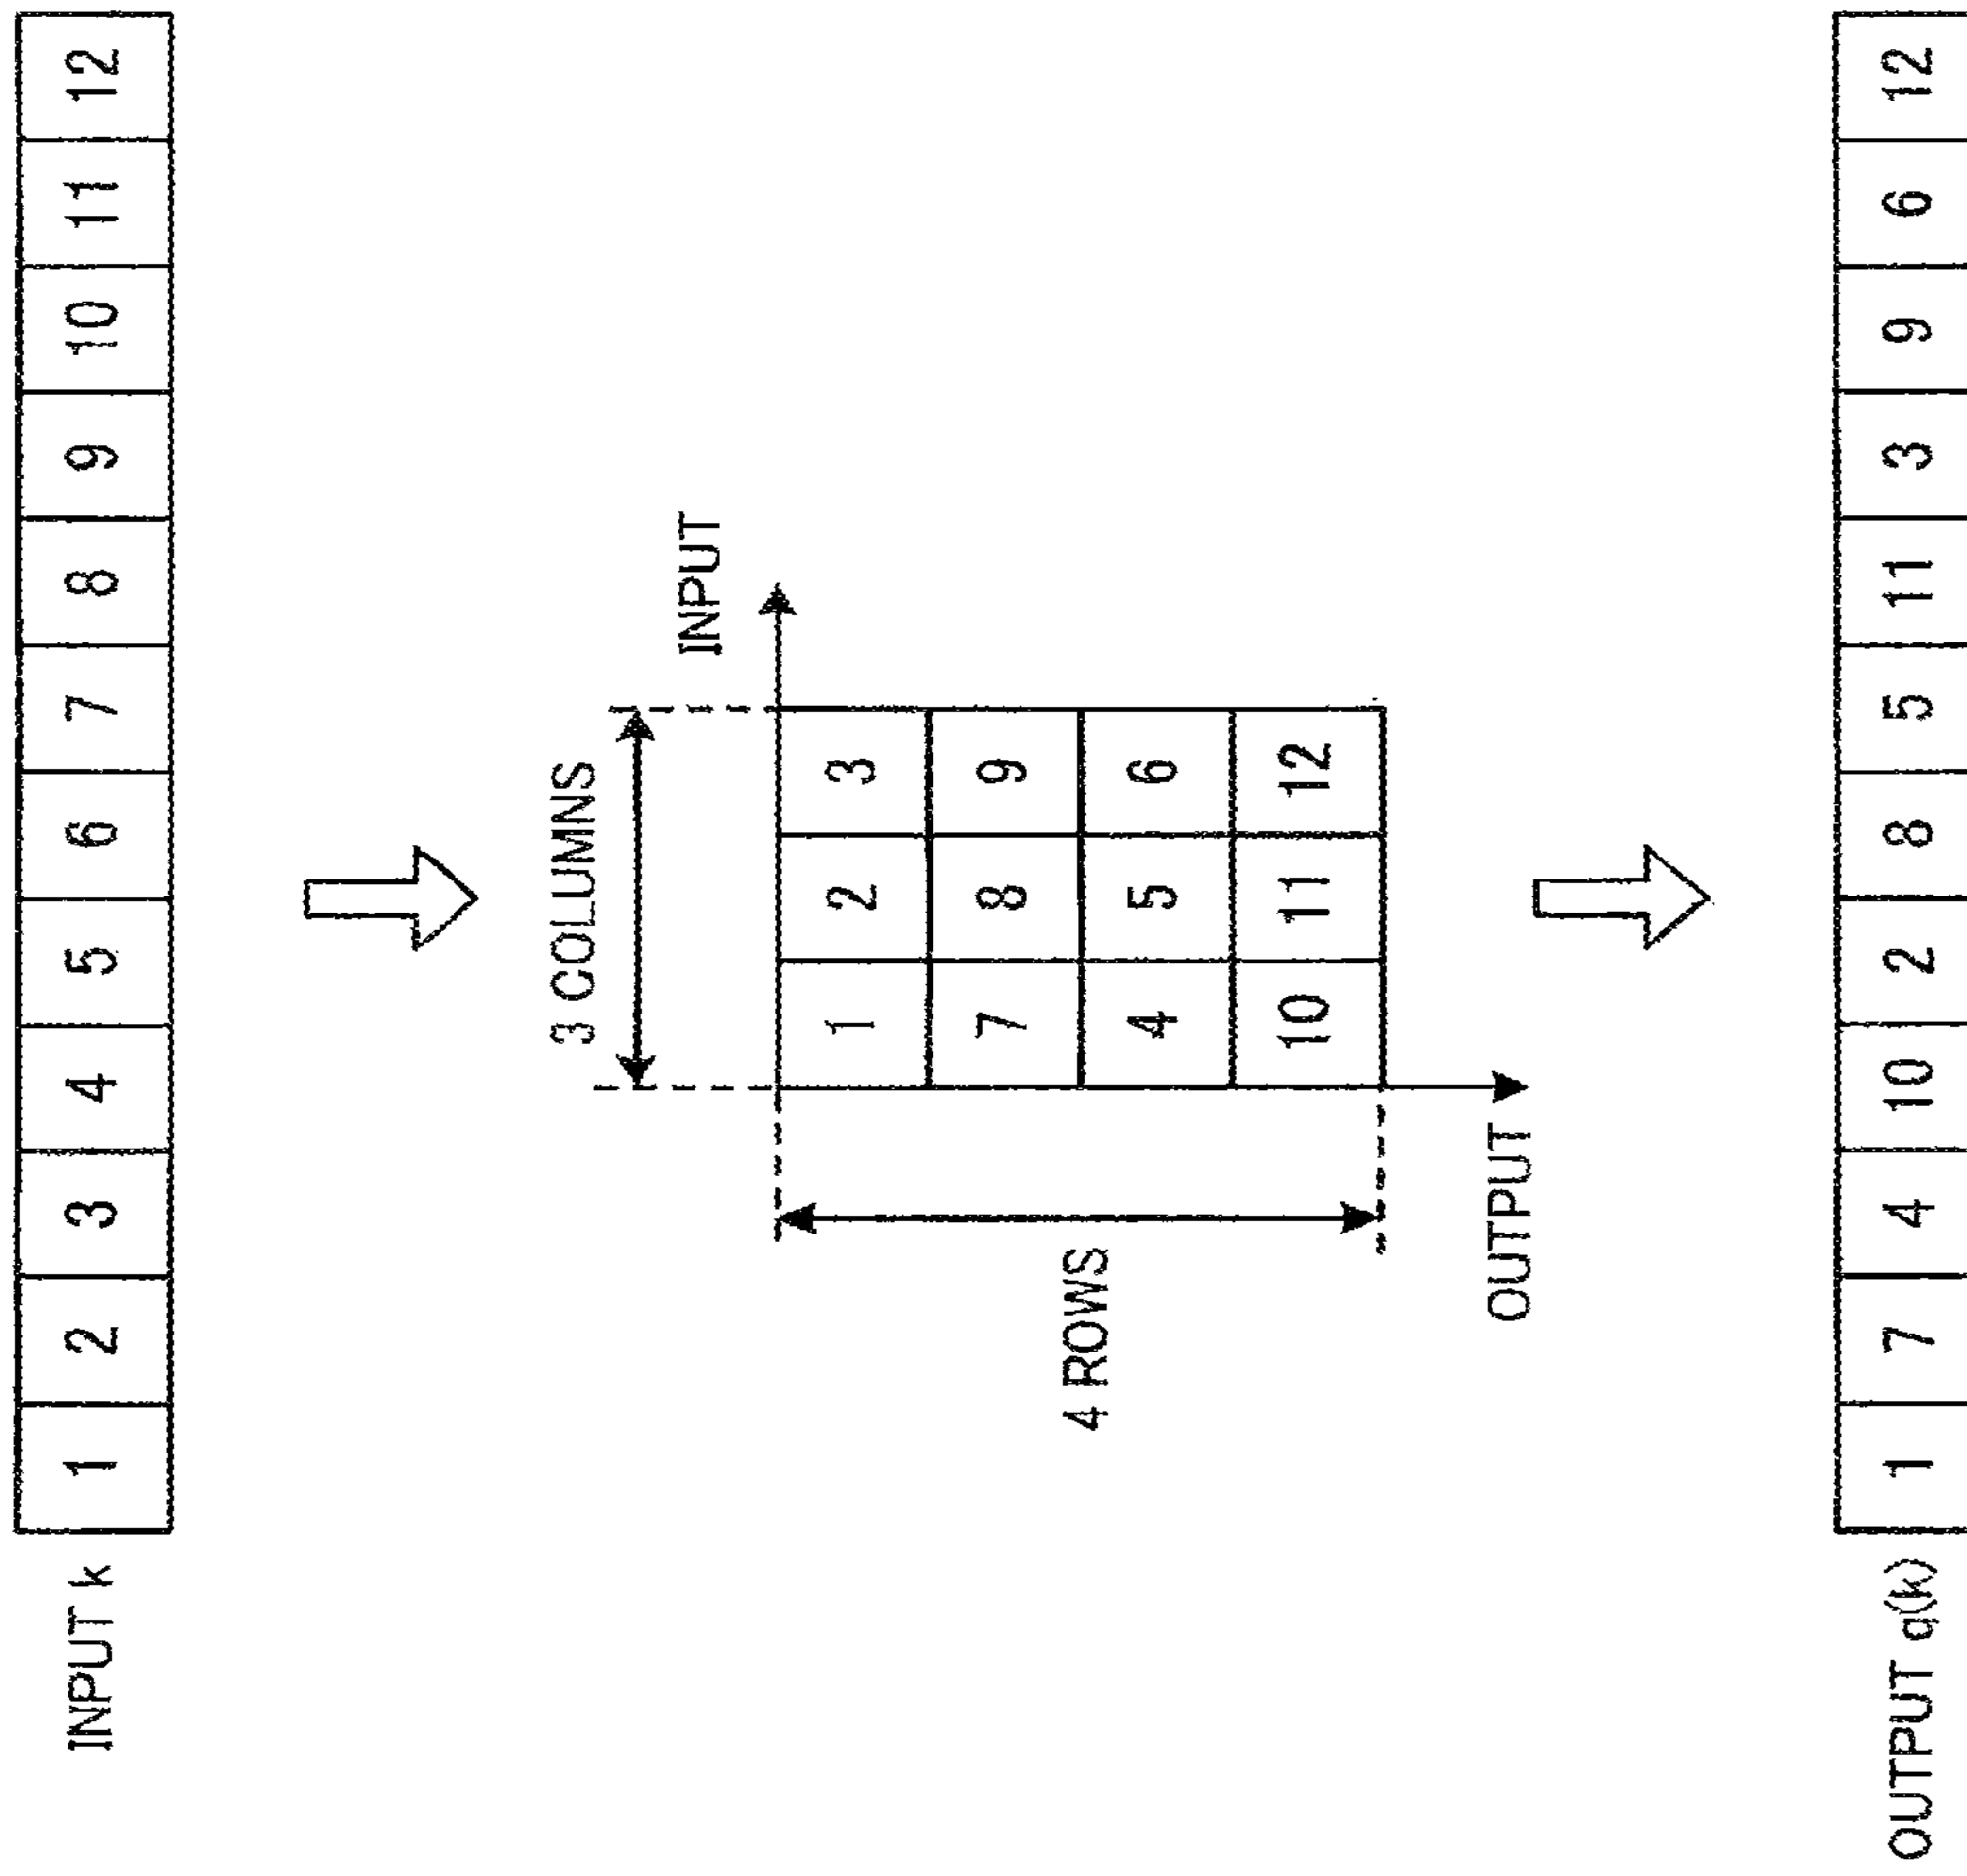 INPUT k 1 2 3 4 5 6 7 8 9 10 11 12
3 COLUMNS
INPUT
4 ROWS
1 2 3
7 8 9
4 5 6
10 11 12
OUTPUT
OUTPUT q(k) 1 7 4 10 2 8 5 11 3 9 6 12